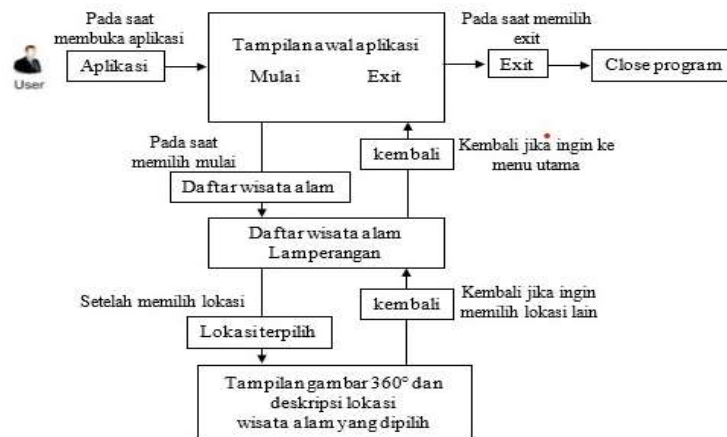 Pada saat
membuka aplikasi
User
Aplikasi
Tampilan awal aplikasi
Mulai Exit
Pada saat memilih
exit
Exit
Close program
Pada saat
memilih mulai
Daftar wisata alam
kembali
Kembali jika ingin ke
menu utama
Daftar wisata alam
Lamperangan
Setelah memilih lokasi
Lokasi terpilih
kembali
Kembali jika ingin
memilih lokasi lain
Tampilan gambar 360° dan
deskripsi lokasi
wisata alam yang dipilih